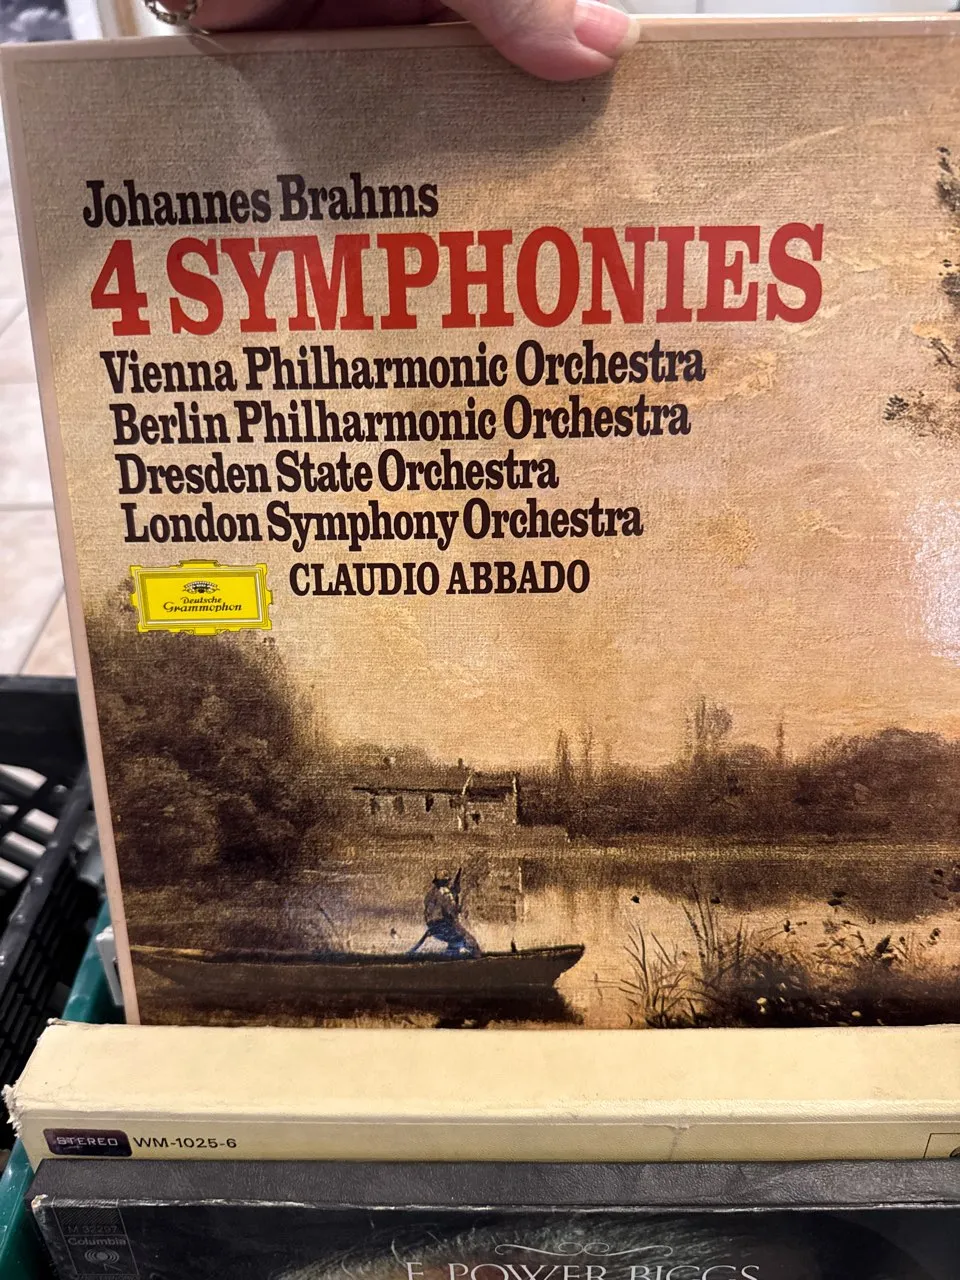 Johannes Brahms
4 SYMPHONIES
Vienna Philharmonic Orchestra
Berlin Philharmonic Orchestra
Dresden State Orchestra
London Symphony Orchestra
Deutsche
Grammophon
CLAUDIO ABBADO
STEREO WM-1025-6
Columbia
E. POWER BIGGS